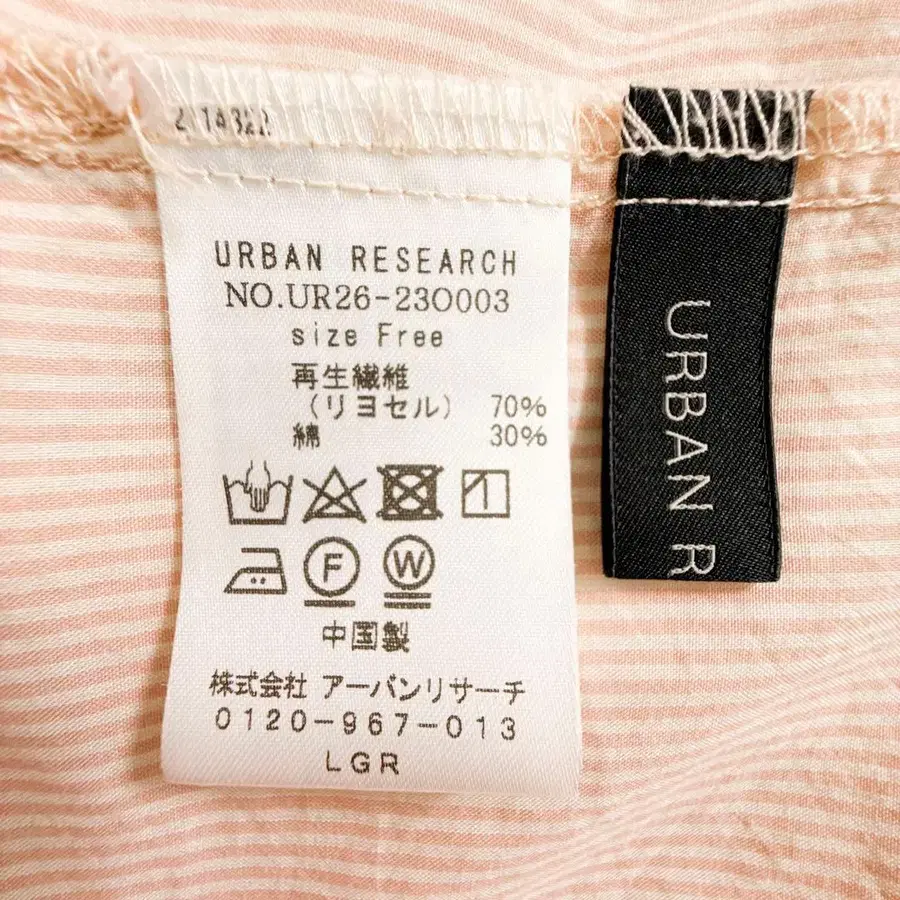 URBAN RESEARCH
NO.UR26-23O003
size Free
再生繊維
(リヨセル) 70%
綿 30%
F W
中国製
株式会社 アーバンリサーチ
0120-967-013
LGR
URBAN R